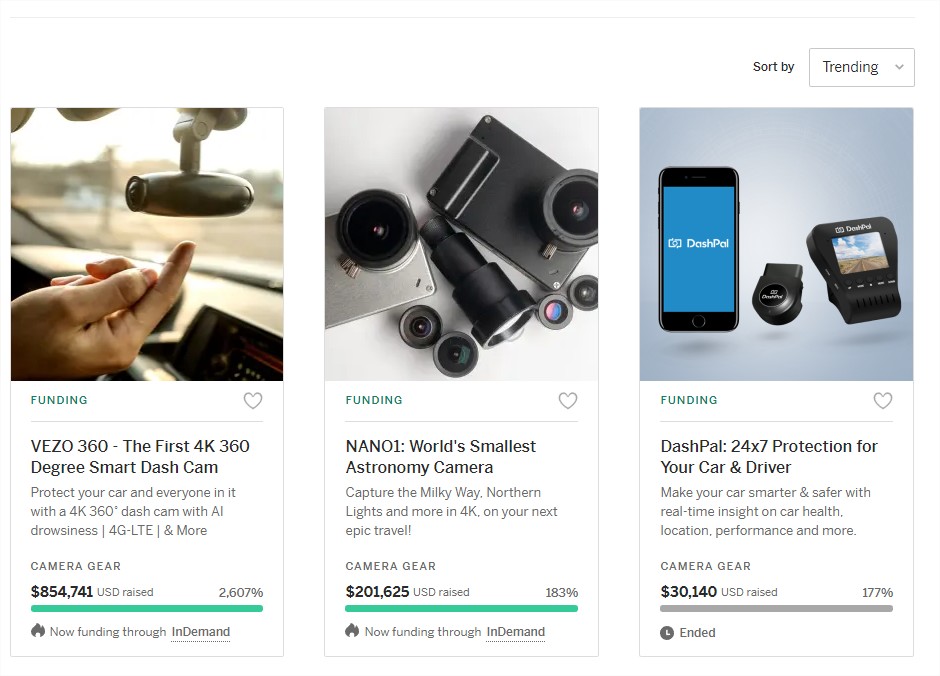 Sort by
Trending
DashPal
DashPal
DashPal
FUNDING
VEZO 360 - The First 4K 360
Degree Smart Dash Cam
Protect your car and everyone in it
with a 4K 360° dash cam with AI
drowsiness | 4G-LTE | & More
CAMERA GEAR
$854,741 USD raised 2,607%
Now funding through InDemand
FUNDING
NANO1: World's Smallest
Astronomy Camera
Capture the Milky Way, Northern
Lights and more in 4K, on your next
epic travel!
CAMERA GEAR
$201,625 USD raised 183%
Now funding through InDemand
FUNDING
DashPal: 24x7 Protection for
Your Car & Driver
Make your car smarter & safer with
real-time insight on car health,
location, performance and more.
CAMERA GEAR
$30,140 USD raised 177%
Ended